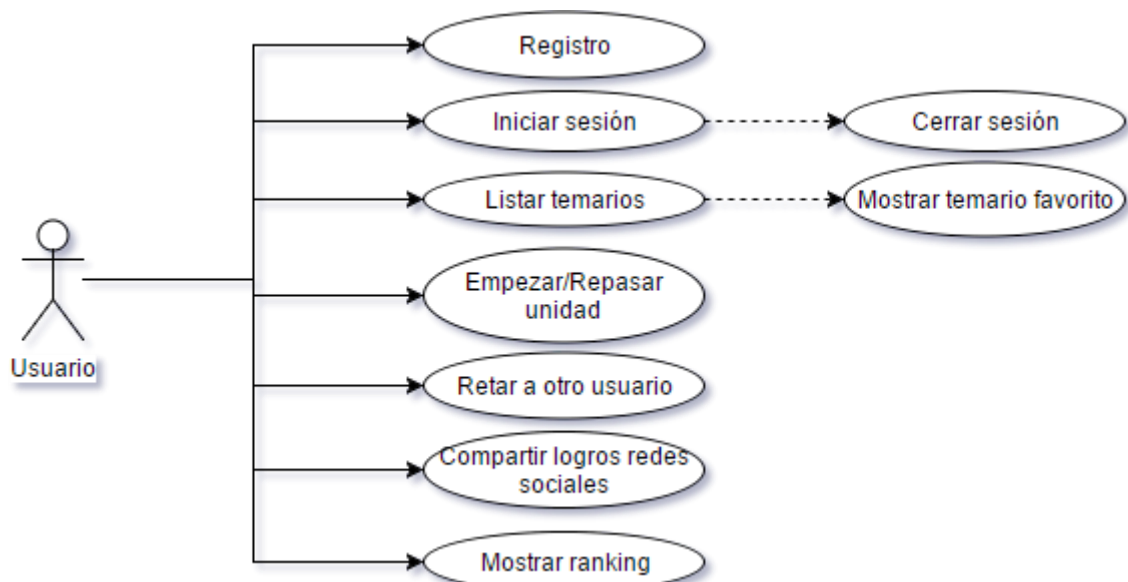 Registro
Iniciar sesión
Cerrar sesión
Listar temarios
Mostrar temario favorito
Empezar/Repasar
unidad
Usuario
Retar a otro usuario
Compartir logros redes
sociales
Mostrar ranking